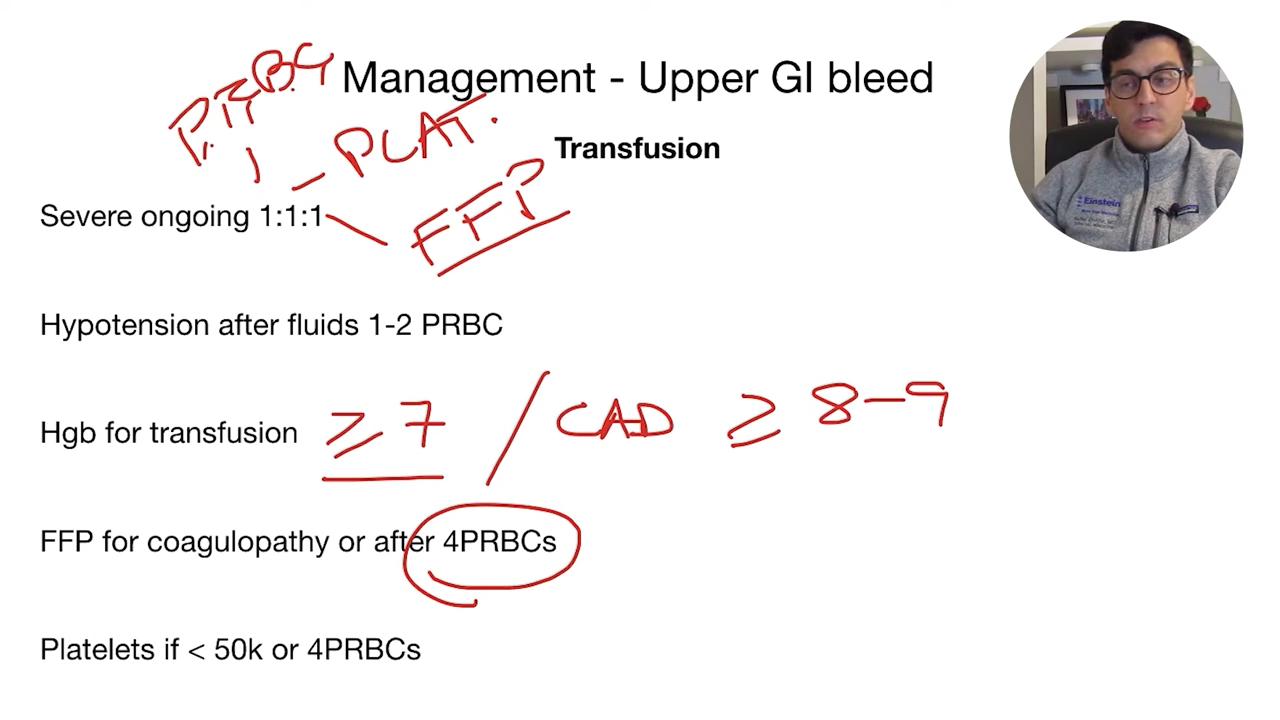 Management - Upper GI bleed
PRBC
PLAT.
Transfusion
Severe ongoing 1:1:1
FFP
Hypotension after fluids 1-2 PRBC
Hgb for transfusion ≥ 7 / CAD ≥ 8-9
FFP for coagulopathy or after 4PRBCs
Platelets if < 50k or 4PRBCs
Einstein